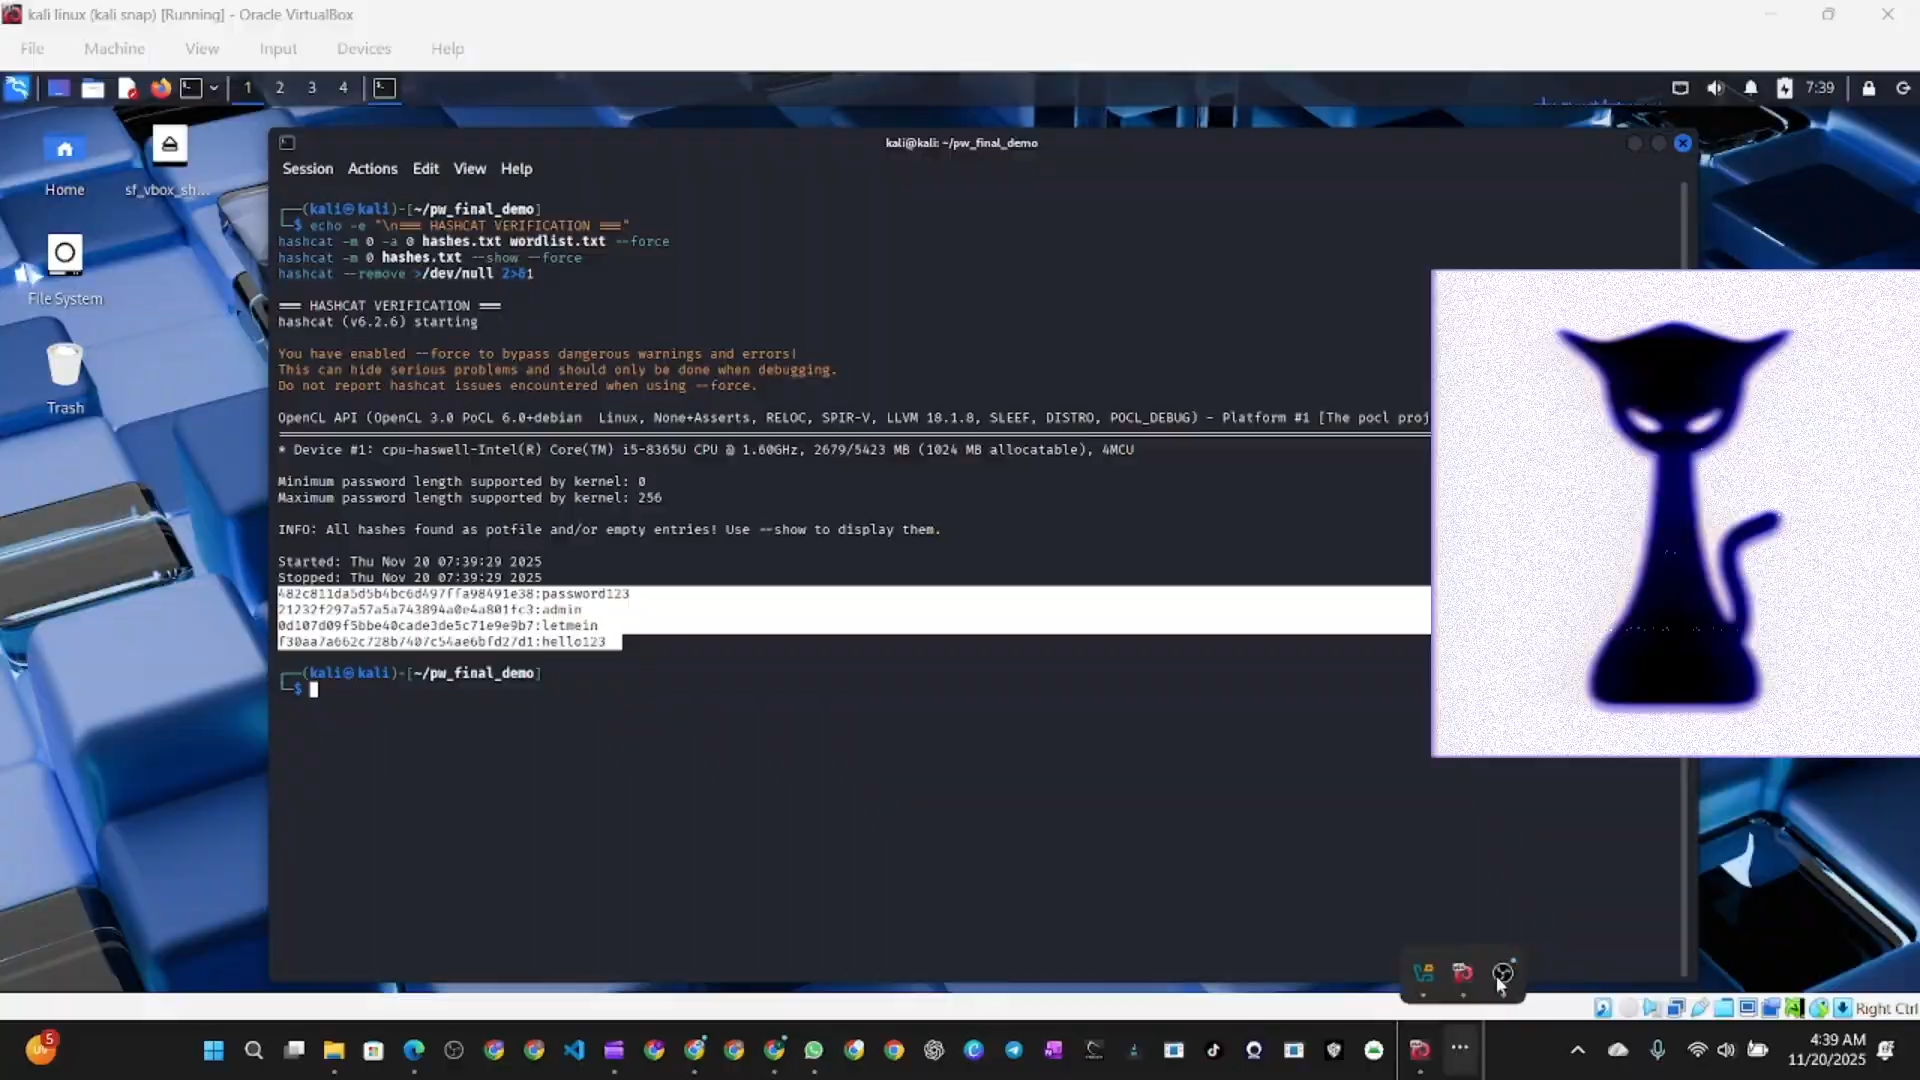 kali linux (kali snap) [Running] - Oracle VirtualBox
File Machine View Input Devices Help
1 2 3 4
7:39
Home
sf_vbox_sh...
File System
Trash
kali@kali: ~/pw_final_demo
Session Actions Edit View Help
(kali㉿kali)-[~/pw_final_demo]
$ echo -e "\n=== HASHCAT VERIFICATION ==="
hashcat -m 0 -a 0 hashes.txt wordlist.txt --force
hashcat -m 0 hashes.txt --show --force
hashcat --remove >/dev/null 2>&1
=== HASHCAT VERIFICATION ===
hashcat (v6.2.6) starting
You have enabled --force to bypass dangerous warnings and errors!
This can hide serious problems and should only be done when debugging.
Do not report hashcat issues encountered when using --force.
OpenCL API (OpenCL 3.0 PoCL 6.0+debian  Linux, None+Asserts, RELOC, SPIR-V, LLVM 18.1.8, SLEEF, DISTRO, POCL_DEBUG) - Platform #1 [The pocl proj
* Device #1: cpu-haswell-Intel(R) Core(TM) i5-8365U CPU @ 1.60GHz, 2679/5423 MB (1024 MB allocatable), 4MCU
Minimum password length supported by kernel: 0
Maximum password length supported by kernel: 256
INFO: All hashes found as potfile and/or empty entries! Use --show to display them.
Started: Thu Nov 20 07:39:29 2025
Stopped: Thu Nov 20 07:39:29 2025
482c811da5d5b4bc6d497ffa98491e38:password123
21232f297a57a5a743894a0e4a801fc3:admin
0d107d09f5bbe40cade3de5c71e9e9b7:letmein
f30aa7a662c728b7407c54ae6bfd27d1:hello123
(kali㉿kali)-[~/pw_final_demo]
$
Right Ctrl
5
UV
4:39 AM
11/20/2025